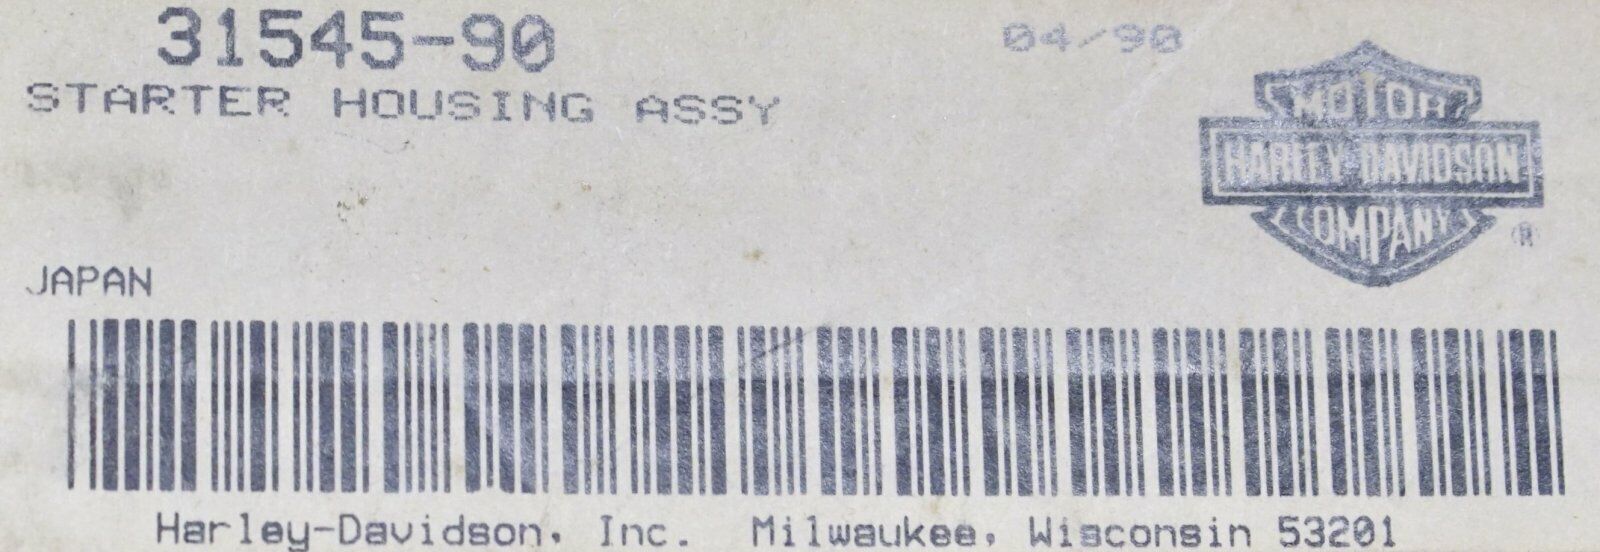 31545-90
04/90
STARTER HOUSING ASSY
MOTOR
HARLEY-DAVIDSON
COMPANY
®
JAPAN
Harley-Davidson, Inc. Milwaukee, Wisconsin 53201